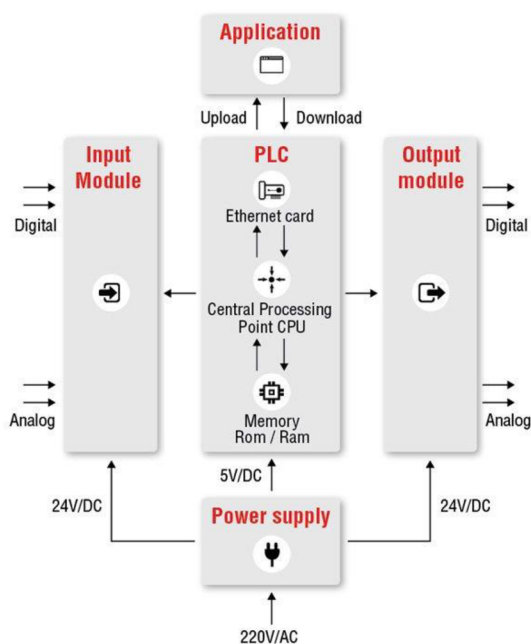 Application
Upload
Download
Input
Module
PLC
Output
module
Ethernet card
Digital
Digital
Central Processing
Point CPU
Analog
Analog
Memory
Rom / Ram
5V/DC
24V/DC
24V/DC
Power supply
220V/AC